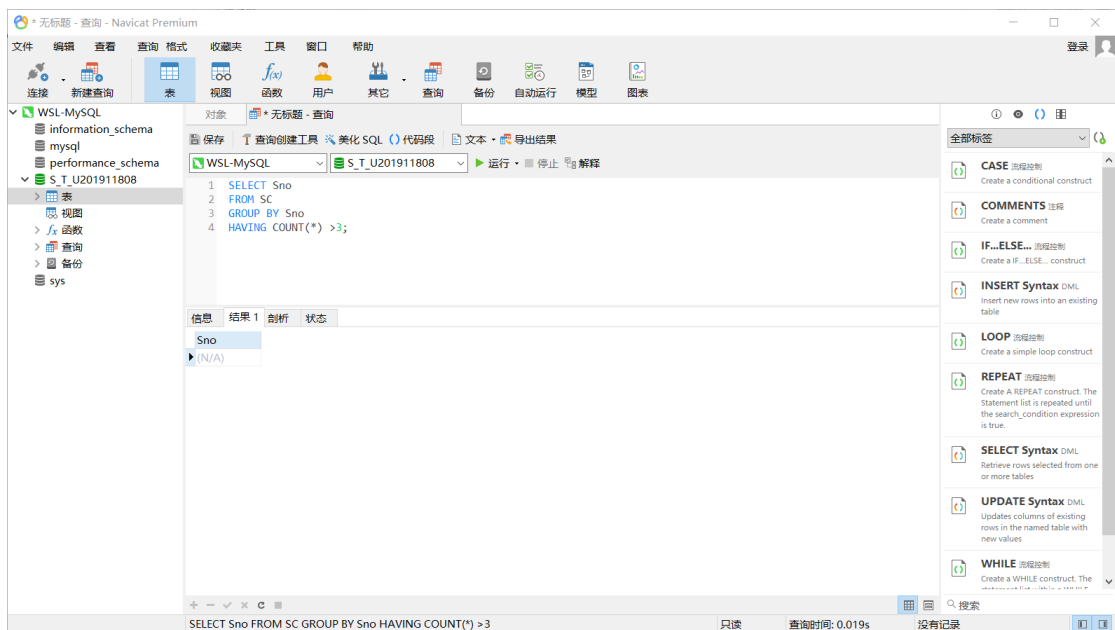 * 无标题 - 查询 - Navicat Premium
文件 编辑 查看 查询 格式 收藏夹 工具 窗口 帮助 登录
连接 新建查询 表 视图 函数 用户 其它 查询 备份 自动运行 模型 图表
WSL-MySQL
information_schema
mysql
performance_schema
S_T_U201911808
表
视图
函数
查询
备份
sys
对象 * 无标题 - 查询
保存 查询创建工具 美化 SQL () 代码段 文本 导出结果
WSL-MySQL S_T_U201911808 运行 停止 解释
1 SELECT Sno
2 FROM SC
3 GROUP BY Sno
4 HAVING COUNT(*) >3;
信息 结果 1 剖析 状态
Sno
(N/A)
全部标签
CASE 流程控制
Create a conditional construct
COMMENTS 注释
Create a comment
IF...ELSE... 流程控制
Create a IF...ELSE... construct
INSERT Syntax DML
Insert new rows into an existing
table
LOOP 流程控制
Create a simple loop construct
REPEAT 流程控制
Create A REPEAT construct. The
Statement list is repeated until
the search_condition expression
is true.
SELECT Syntax DML
Retrieve rows selected from one
or more tables
UPDATE Syntax DML
Updates columns of existing
rows in the named table with
new values
WHILE 流程控制
Create a WHILE construct. The
搜索
SELECT Sno FROM SC GROUP BY Sno HAVING COUNT(*) >3 只读 查询时间: 0.019s 没有记录